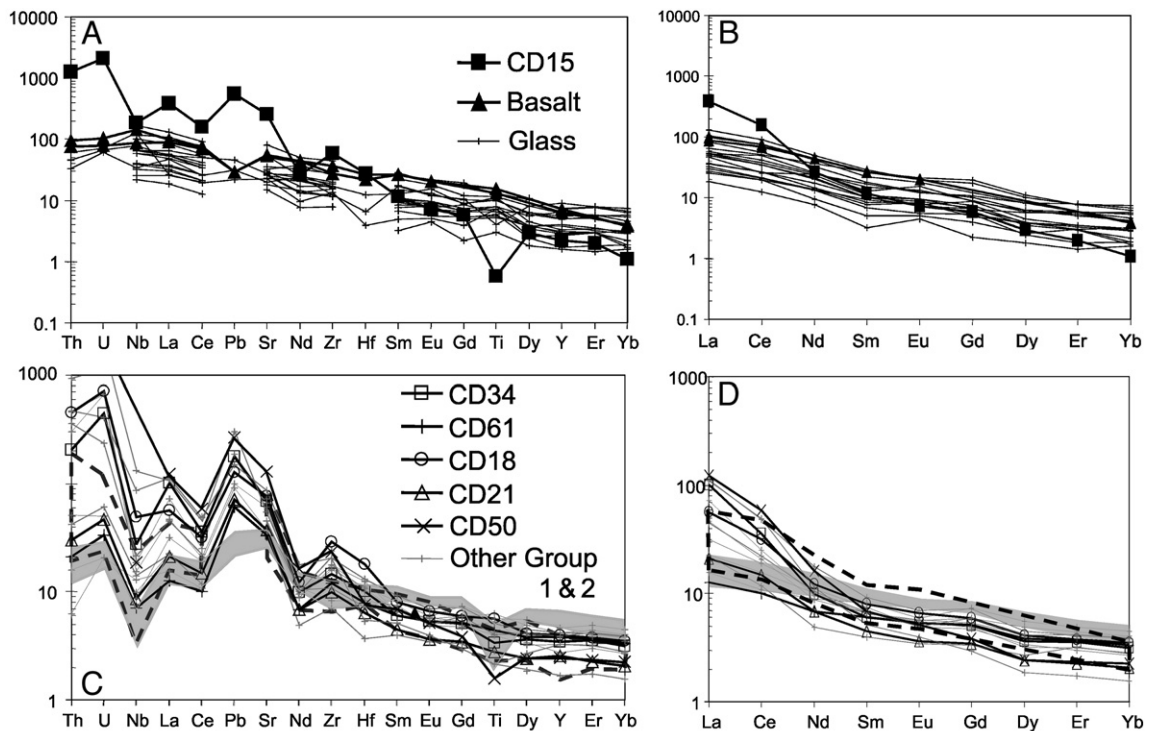 A
10000
1000
100
10
1
0.1
CD15
Basalt
Glass
Th U Nb La Ce Pb Sr Nd Zr Hf Sm Eu Gd Ti Dy Y Er Yb
B
10000
1000
100
10
1
0.1
La Ce Nd Sm Eu Gd Dy Er Yb
C
1000
10
1
CD34
CD61
CD18
CD21
CD50
Other Group
1 & 2
Th U Nb La Ce Pb Sr Nd Zr Hf Sm Eu Gd Ti Dy Y Er Yb
D
1000
100
10
1
La Ce Nd Sm Eu Gd Dy Er Yb